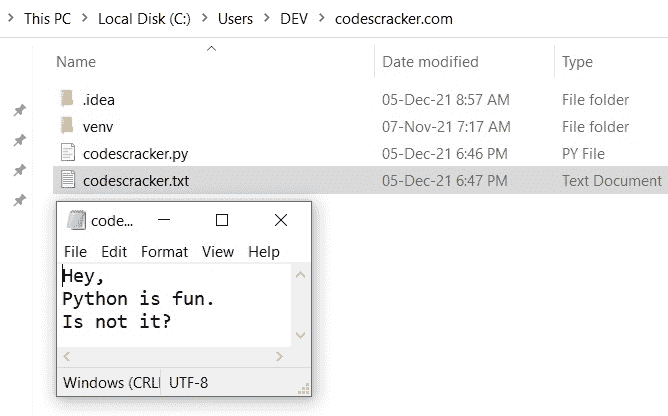 This PC > Local Disk (C:) > Users > DEV > codescracker.com
Name Date modified Type
.idea 05-Dec-21 8:57 AM File folder
venv 07-Nov-21 7:17 AM File folder
codescracker.py 05-Dec-21 6:46 PM PY File
codescracker.txt 05-Dec-21 6:47 PM Text Document
code...
File Edit Format View Help
Hey,
Python is fun.
Is not it?
Windows (CRL UTF-8